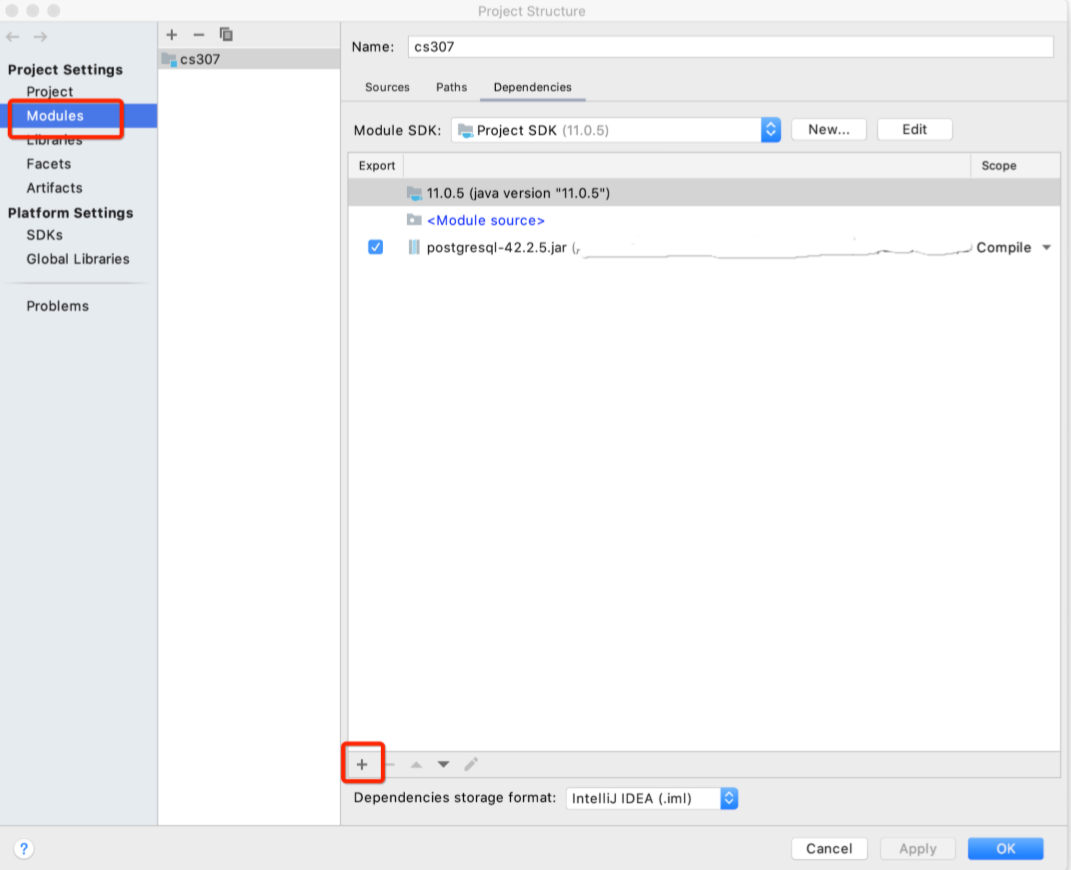 Project Structure
Project Settings
Project
Modules
Libraries
Facets
Artifacts
Platform Settings
SDKs
Global Libraries
Problems
cs307
Name: cs307
Sources Paths Dependencies
Module SDK: Project SDK (11.0.5) New... Edit
Export Scope
11.0.5 (java version "11.0.5")
<Module source>
postgresql-42.2.5.jar ( Compile
Dependencies storage format: IntelliJ IDEA (.iml)
? Cancel Apply OK